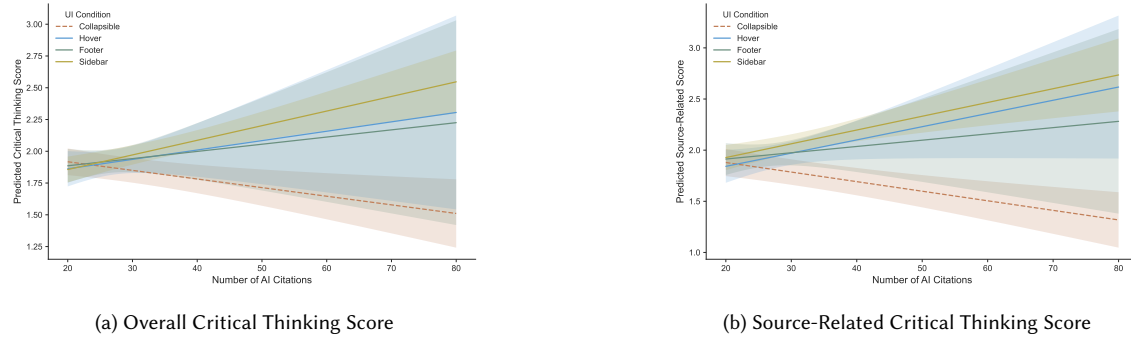 UI Condition
Collapsible
Hover
Footer
Sidebar
Predicted Critical Thinking Score
3.00
2.75
2.50
2.25
2.00
1.75
1.50
1.25
20 30 40 50 60 70 80
Number of AI Citations
(a) Overall Critical Thinking Score
UI Condition
Collapsible
Hover
Footer
Sidebar
Predicted Source-Related Score
3.0
2.5
2.0
1.5
1.0
20 30 40 50 60 70 80
Number of AI Citations
(b) Source-Related Critical Thinking Score